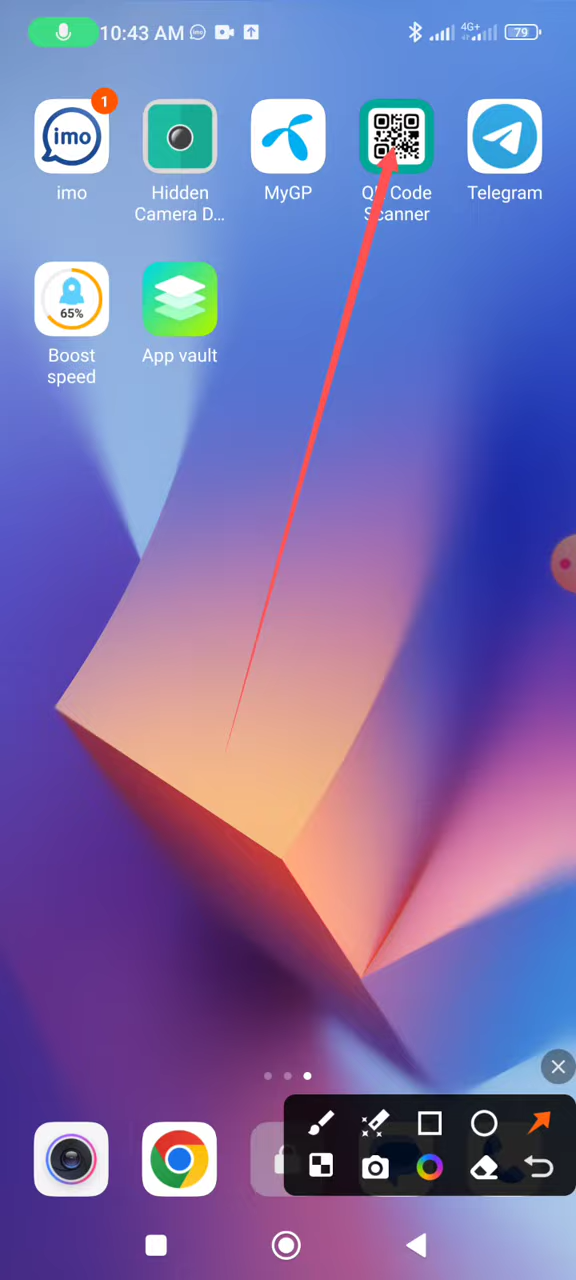 10:43 AM
4G+
79
imo
1
imo
Hidden
Camera D...
MyGP
QR Code
Scanner
Telegram
65%
Boost
speed
App vault